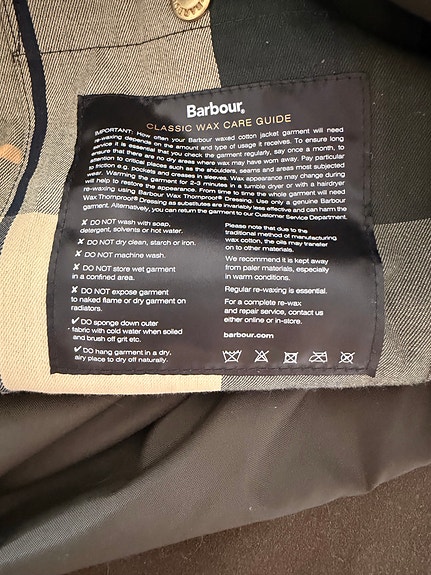 Barbour.
CLASSIC WAX CARE GUIDE
IMPORTANT: How often your Barbour waxed cotton jacket garment will need
re-waxing depends on the amount and type of usage it receives. To ensure long
service it is essential that you check the garment regularly, say once a month, to
ensure that there are no dry areas where wax may have worn away. Pay particular
attention to critical places such as the shoulders, seams and areas most subjected
to friction e.g. pockets and creases in sleeves. Wax appearance may change during
wear. Warming the garment for 2-3 minutes in a tumble dryer or with a hairdryer
will help to restore the appearance. From time to time the whole garment will need
re-waxing using Barbour Wax Thornproof® Dressing. Use only a genuine Barbour
Wax Thornproof® Dressing as substitutes are invariably less effective and can harm the
garment. Alternatively, you can return the garment to our Customer Service Department.
✘ DO NOT wash with soap,
detergent, solvents or hot water.
✘ DO NOT dry clean, starch or iron.
✘ DO NOT machine wash.
✘ DO NOT store wet garment
in a confined area.
✘ DO NOT expose garment
to naked flame or dry garment on
radiators.
✔ DO sponge down outer
fabric with cold water when soiled
and brush off grit etc.
✔ DO hang garment in a dry,
airy place to dry off naturally.
Please note that due to the
traditional method of manufacturing
wax cotton, the oils may transfer
on to other materials.
We recommend it is kept away
from paler materials, especially
in warm conditions.
Regular re-waxing is essential.
For a complete re-wax
and repair service, contact us
either online or in-store.
barbour.com